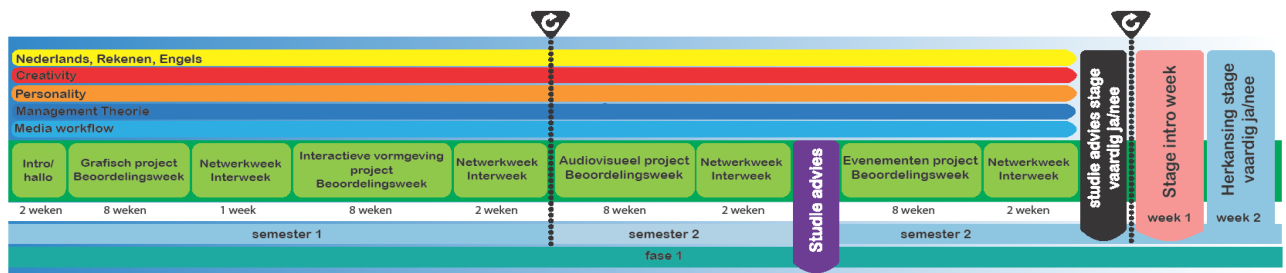 Nederlands, Rekenen, Engels
Creativity
Personality
Management Theorie
Media workflow
Intro/
hallo
Grafisch project
Beoordelingsweek
Netwerkweek
Interweek
Interactieve vormgeving
project
Beoordelingsweek
Netwerkweek
Interweek
Audiovisueel project
Beoordelingsweek
Netwerkweek
Interweek
Studie advies
Evenementen project
Beoordelingsweek
Netwerkweek
Interweek
studie advies stage
vaardig ja/nee
Stage intro week
week 1
Herkansing stage
vaardig ja/nee
week 2
2 weken
8 weken
1 week
8 weken
2 weken
8 weken
2 weken
8 weken
2 weken
semester 1
semester 2
semester 2
fase 1